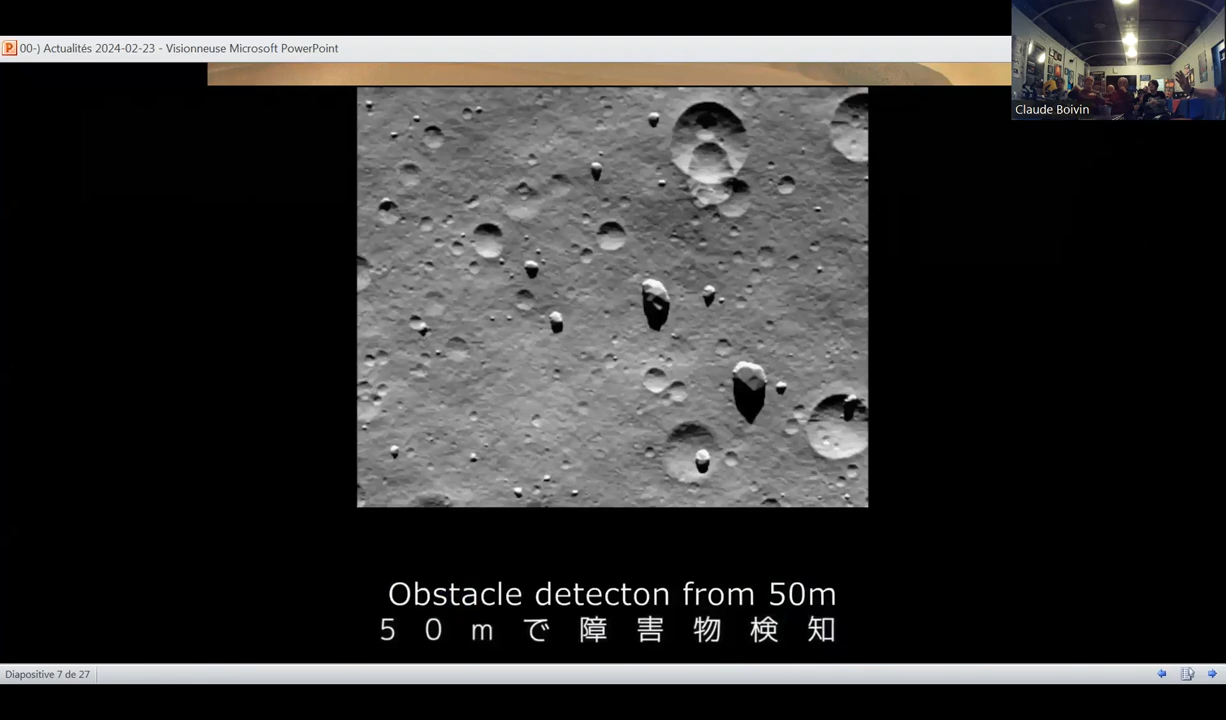 00-) Actualités 2024-02-23 - Visionneuse Microsoft PowerPoint
Claude Boivin
Obstacle detecton from 50m
５０ｍで障害物検知
Diapositive 7 de 27